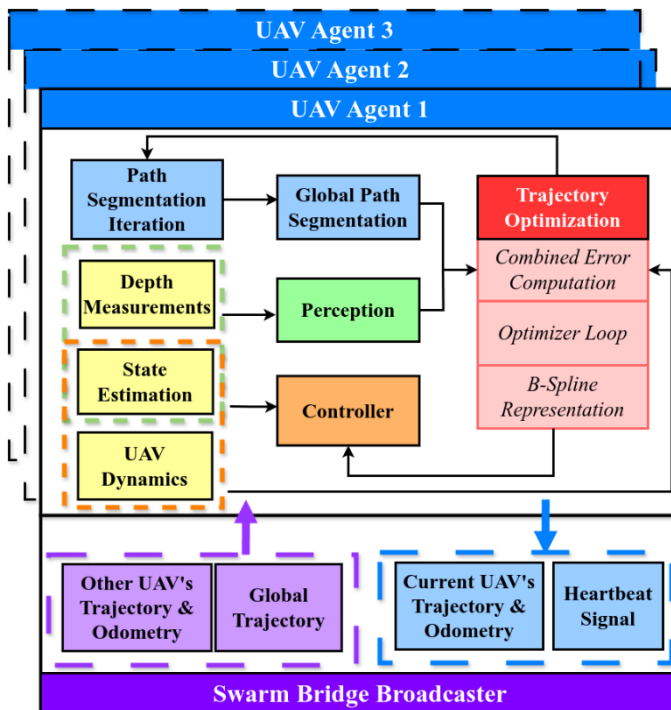 UAV Agent 3
UAV Agent 2
UAV Agent 1
Path
Segmentation
Iteration
Global Path
Segmentation
Trajectory
Optimization
Combined Error
Computation
Optimizer Loop
B-Spline
Representation
Depth
Measurements
Perception
State
Estimation
Controller
UAV
Dynamics
Other UAV's
Trajectory &
Odometry
Global
Trajectory
Current UAV's
Trajectory &
Odometry
Heartbeat
Signal
Swarm Bridge Broadcaster